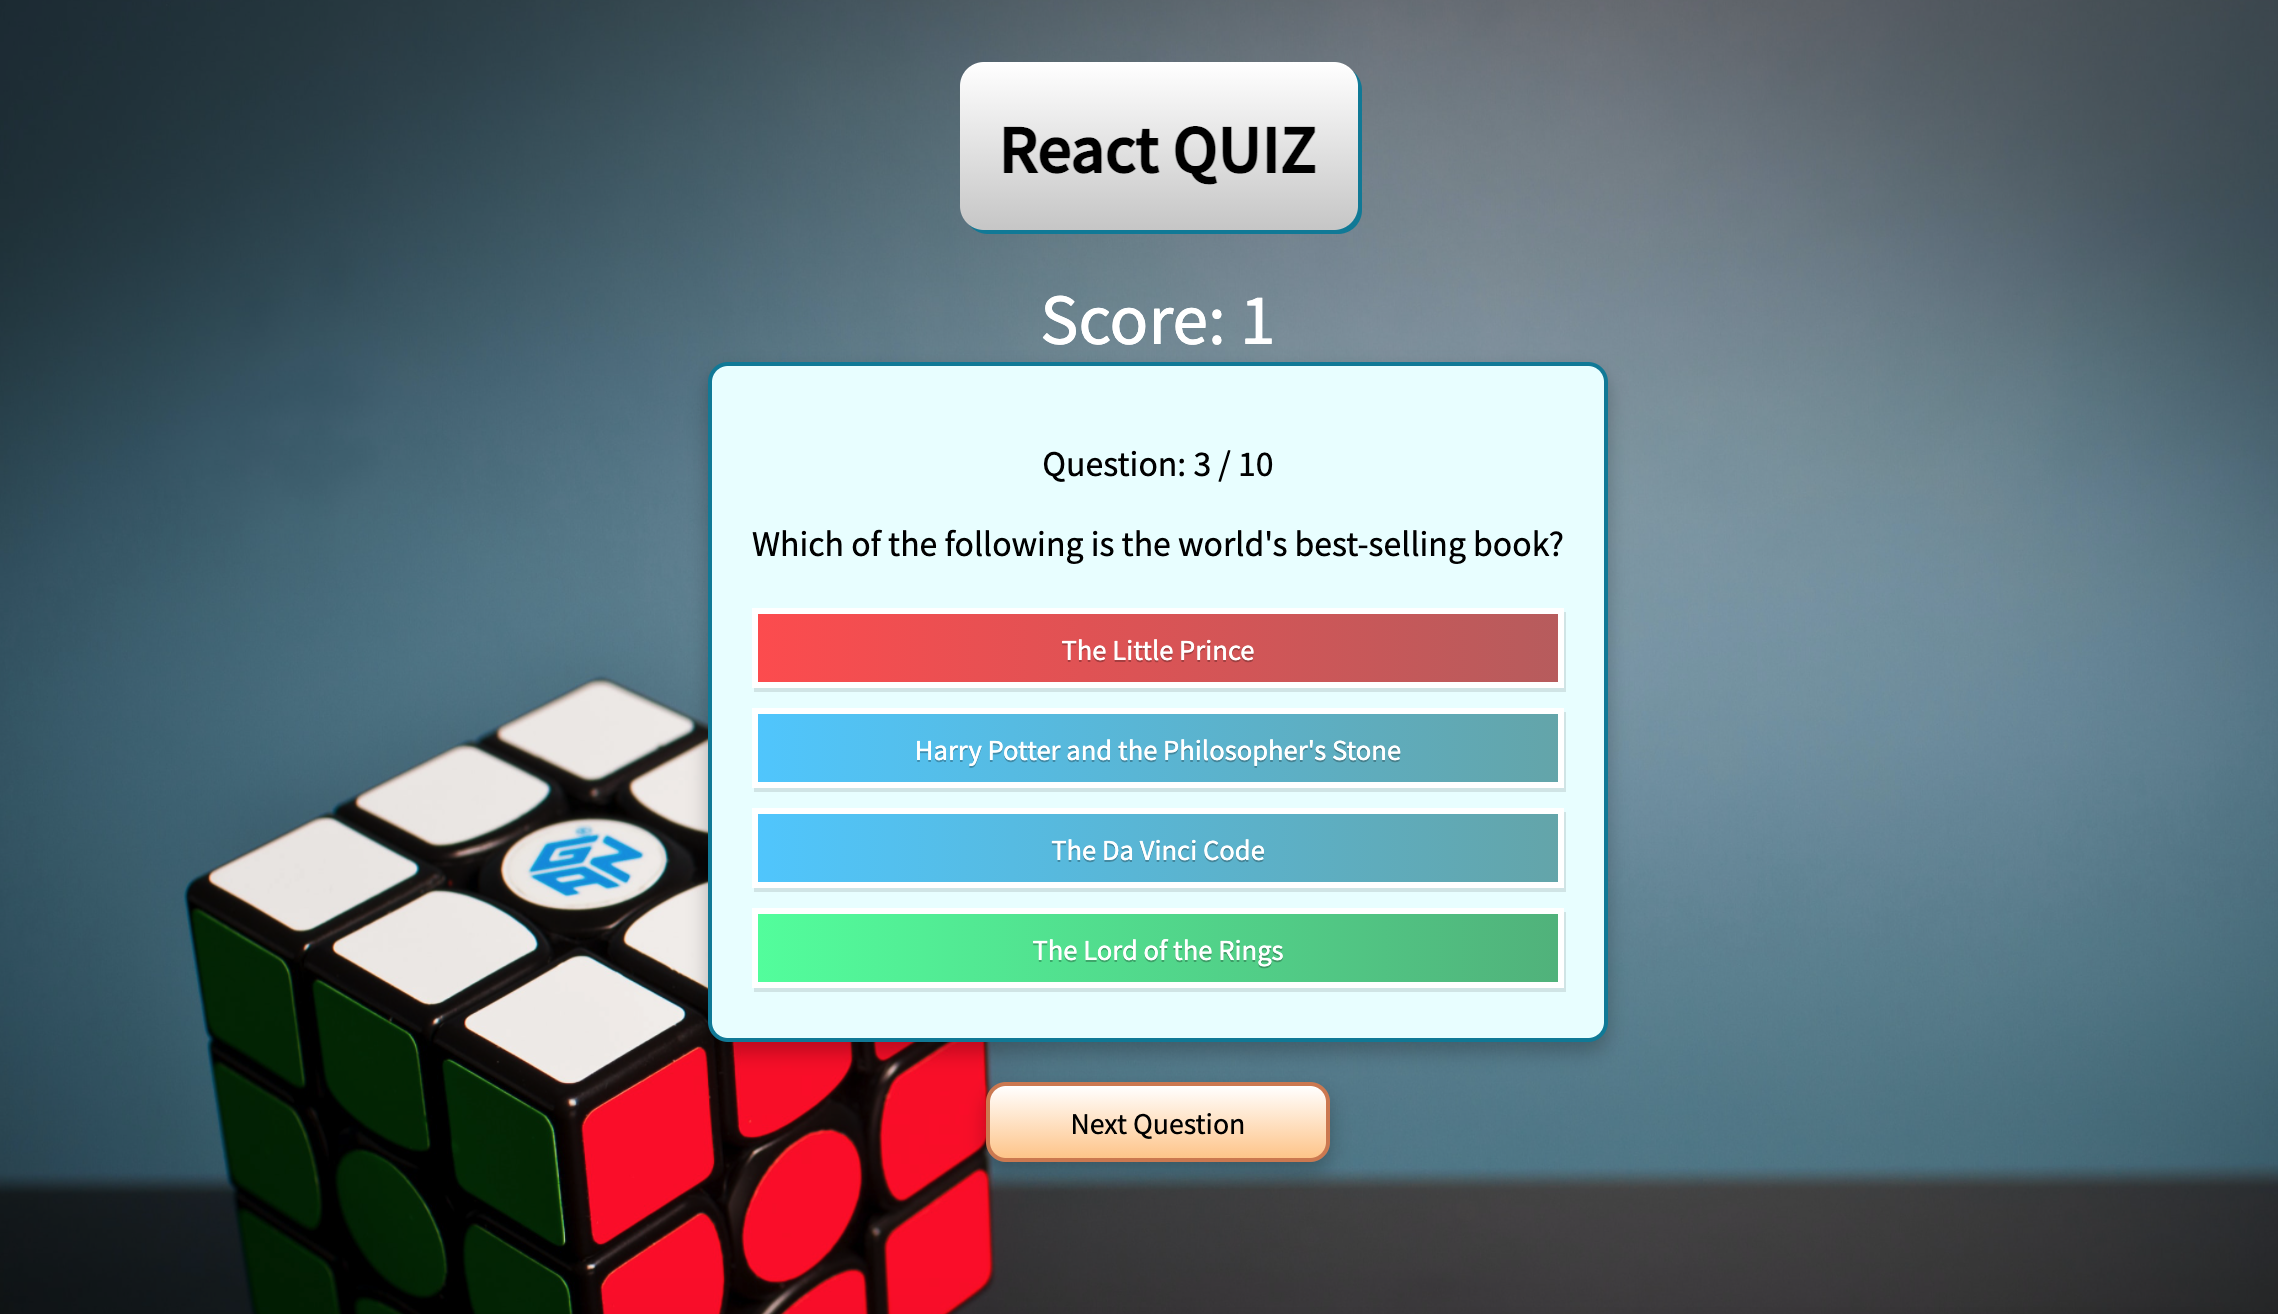 React QUIZ
Score: 1
Question: 3 / 10
Which of the following is the world's best-selling book?
The Little Prince
Harry Potter and the Philosopher's Stone
The Da Vinci Code
The Lord of the Rings
Next Question